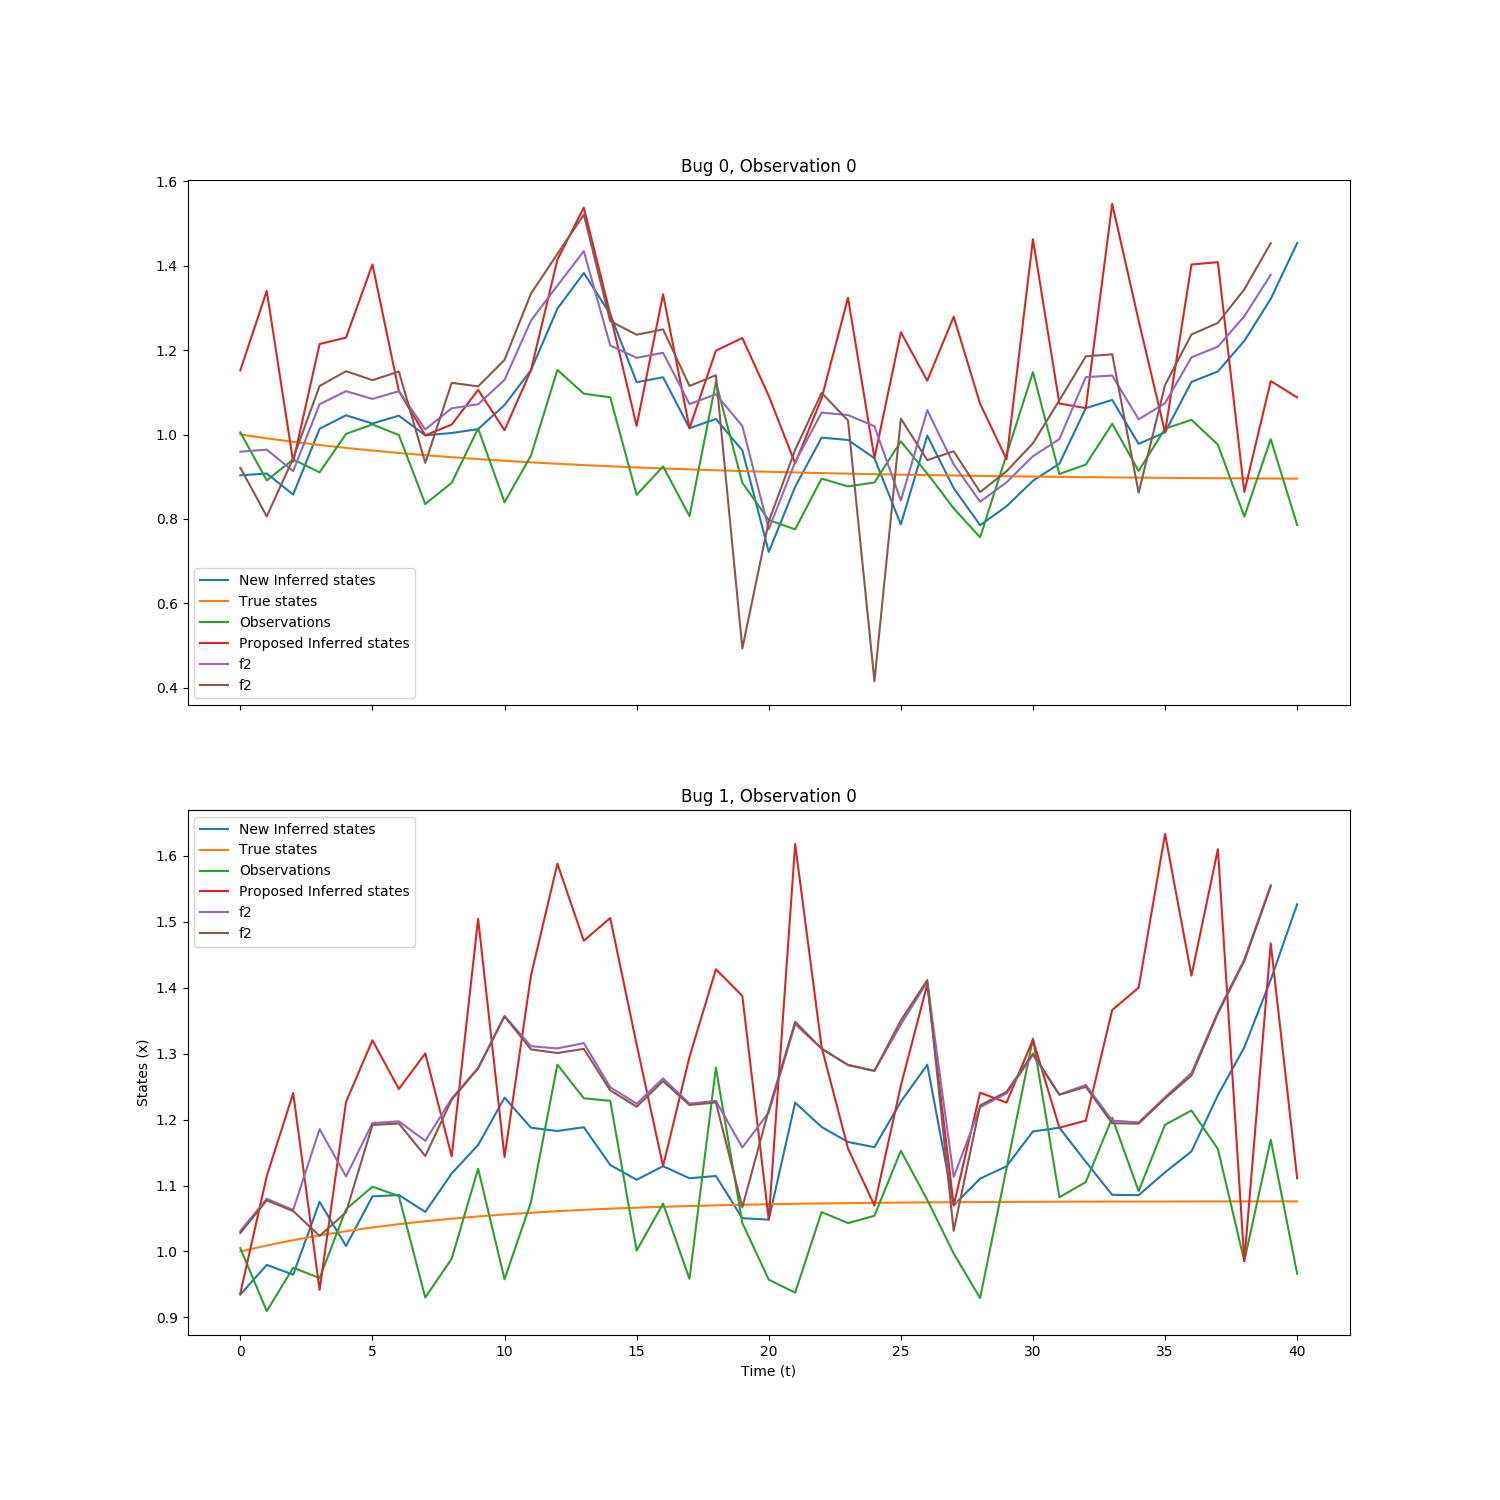 Bug 0, Observation 0
1.6
1.4
1.2
1.0
0.8
0.6
0.4
New Inferred states
True states
Observations
Proposed Inferred states
f2
f2
Bug 1, Observation 0
States (x)
1.6
1.5
1.4
1.3
1.2
1.1
1.0
0.9
New Inferred states
True states
Observations
Proposed Inferred states
f2
f2
0 5 10 15 20 25 30 35 40
Time (t)